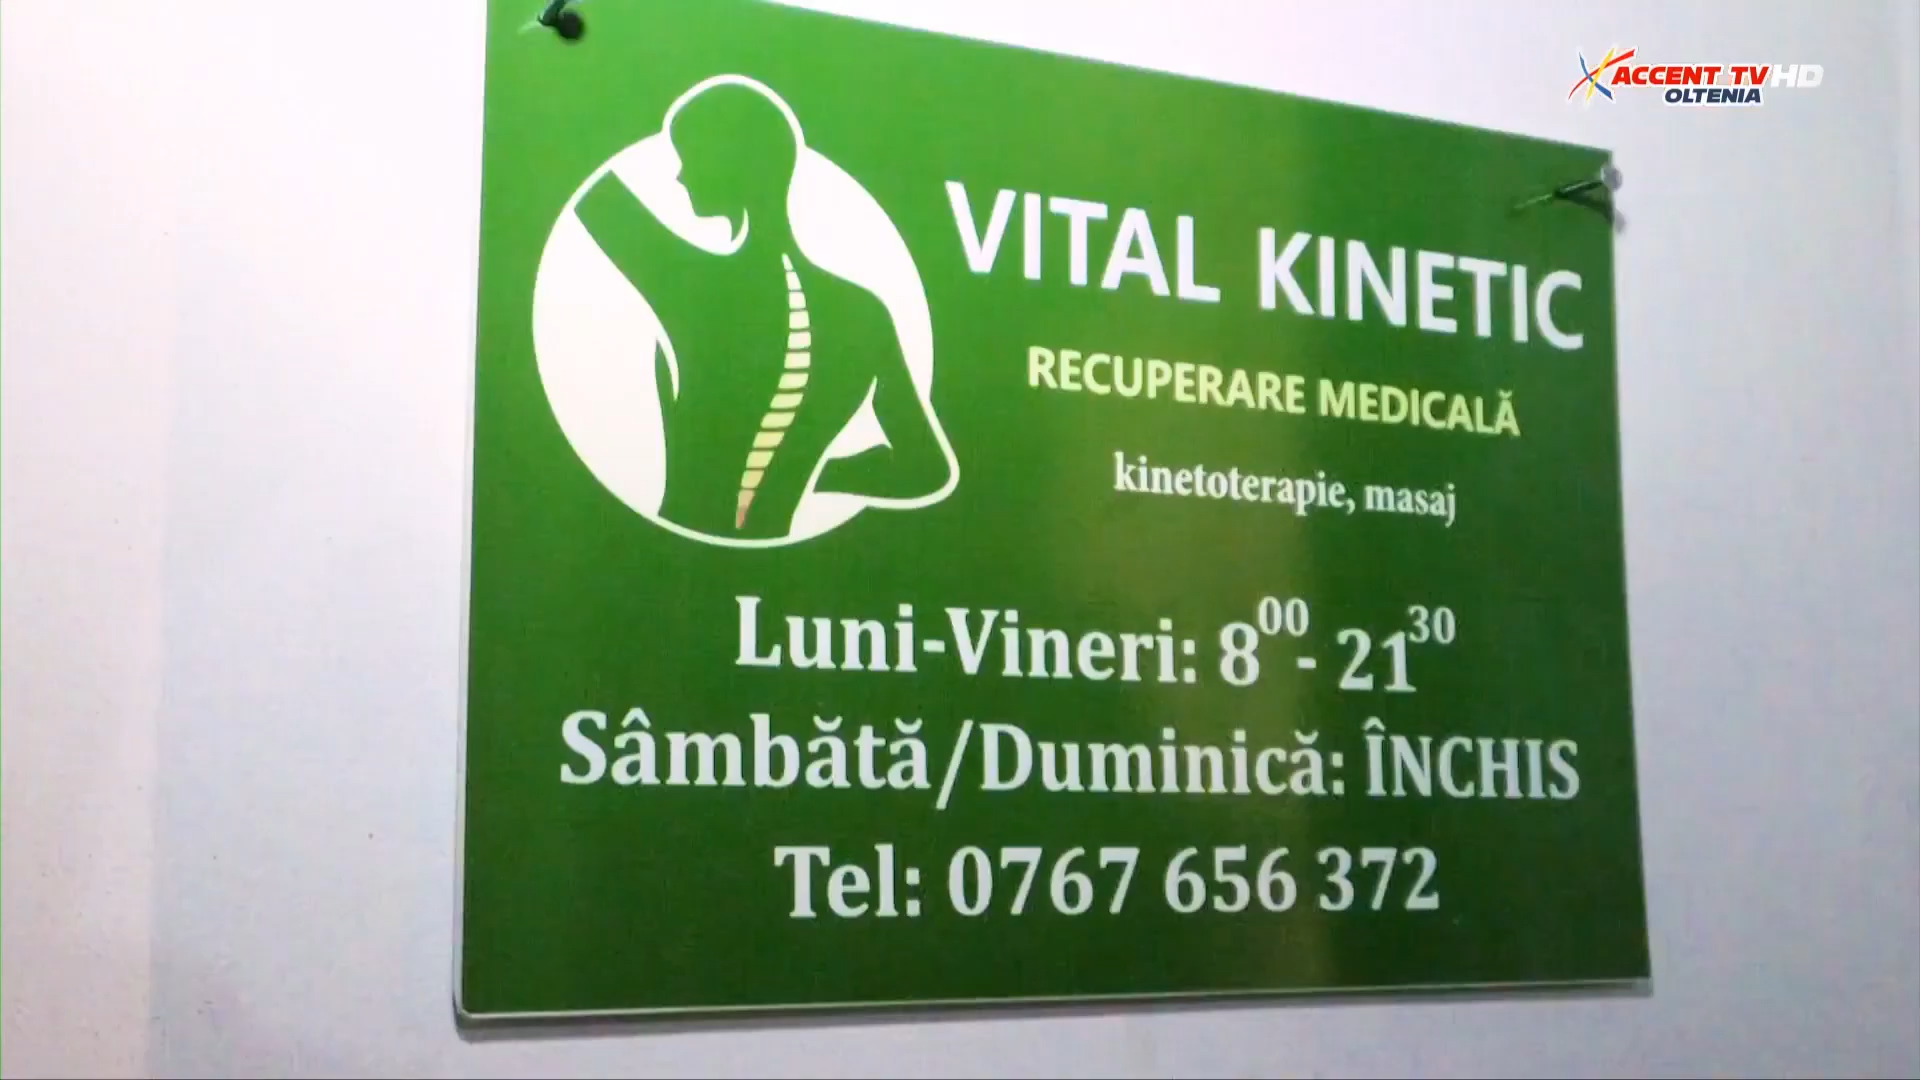 ACCENT TV HD
OLTENIA
VITAL KINETIC
RECUPERARE MEDICALĂ
kinetoterapie, masaj
Luni-Vineri: 8⁰⁰- 21³⁰
Sâmbătă/Duminică: ÎNCHIS
Tel: 0767 656 372